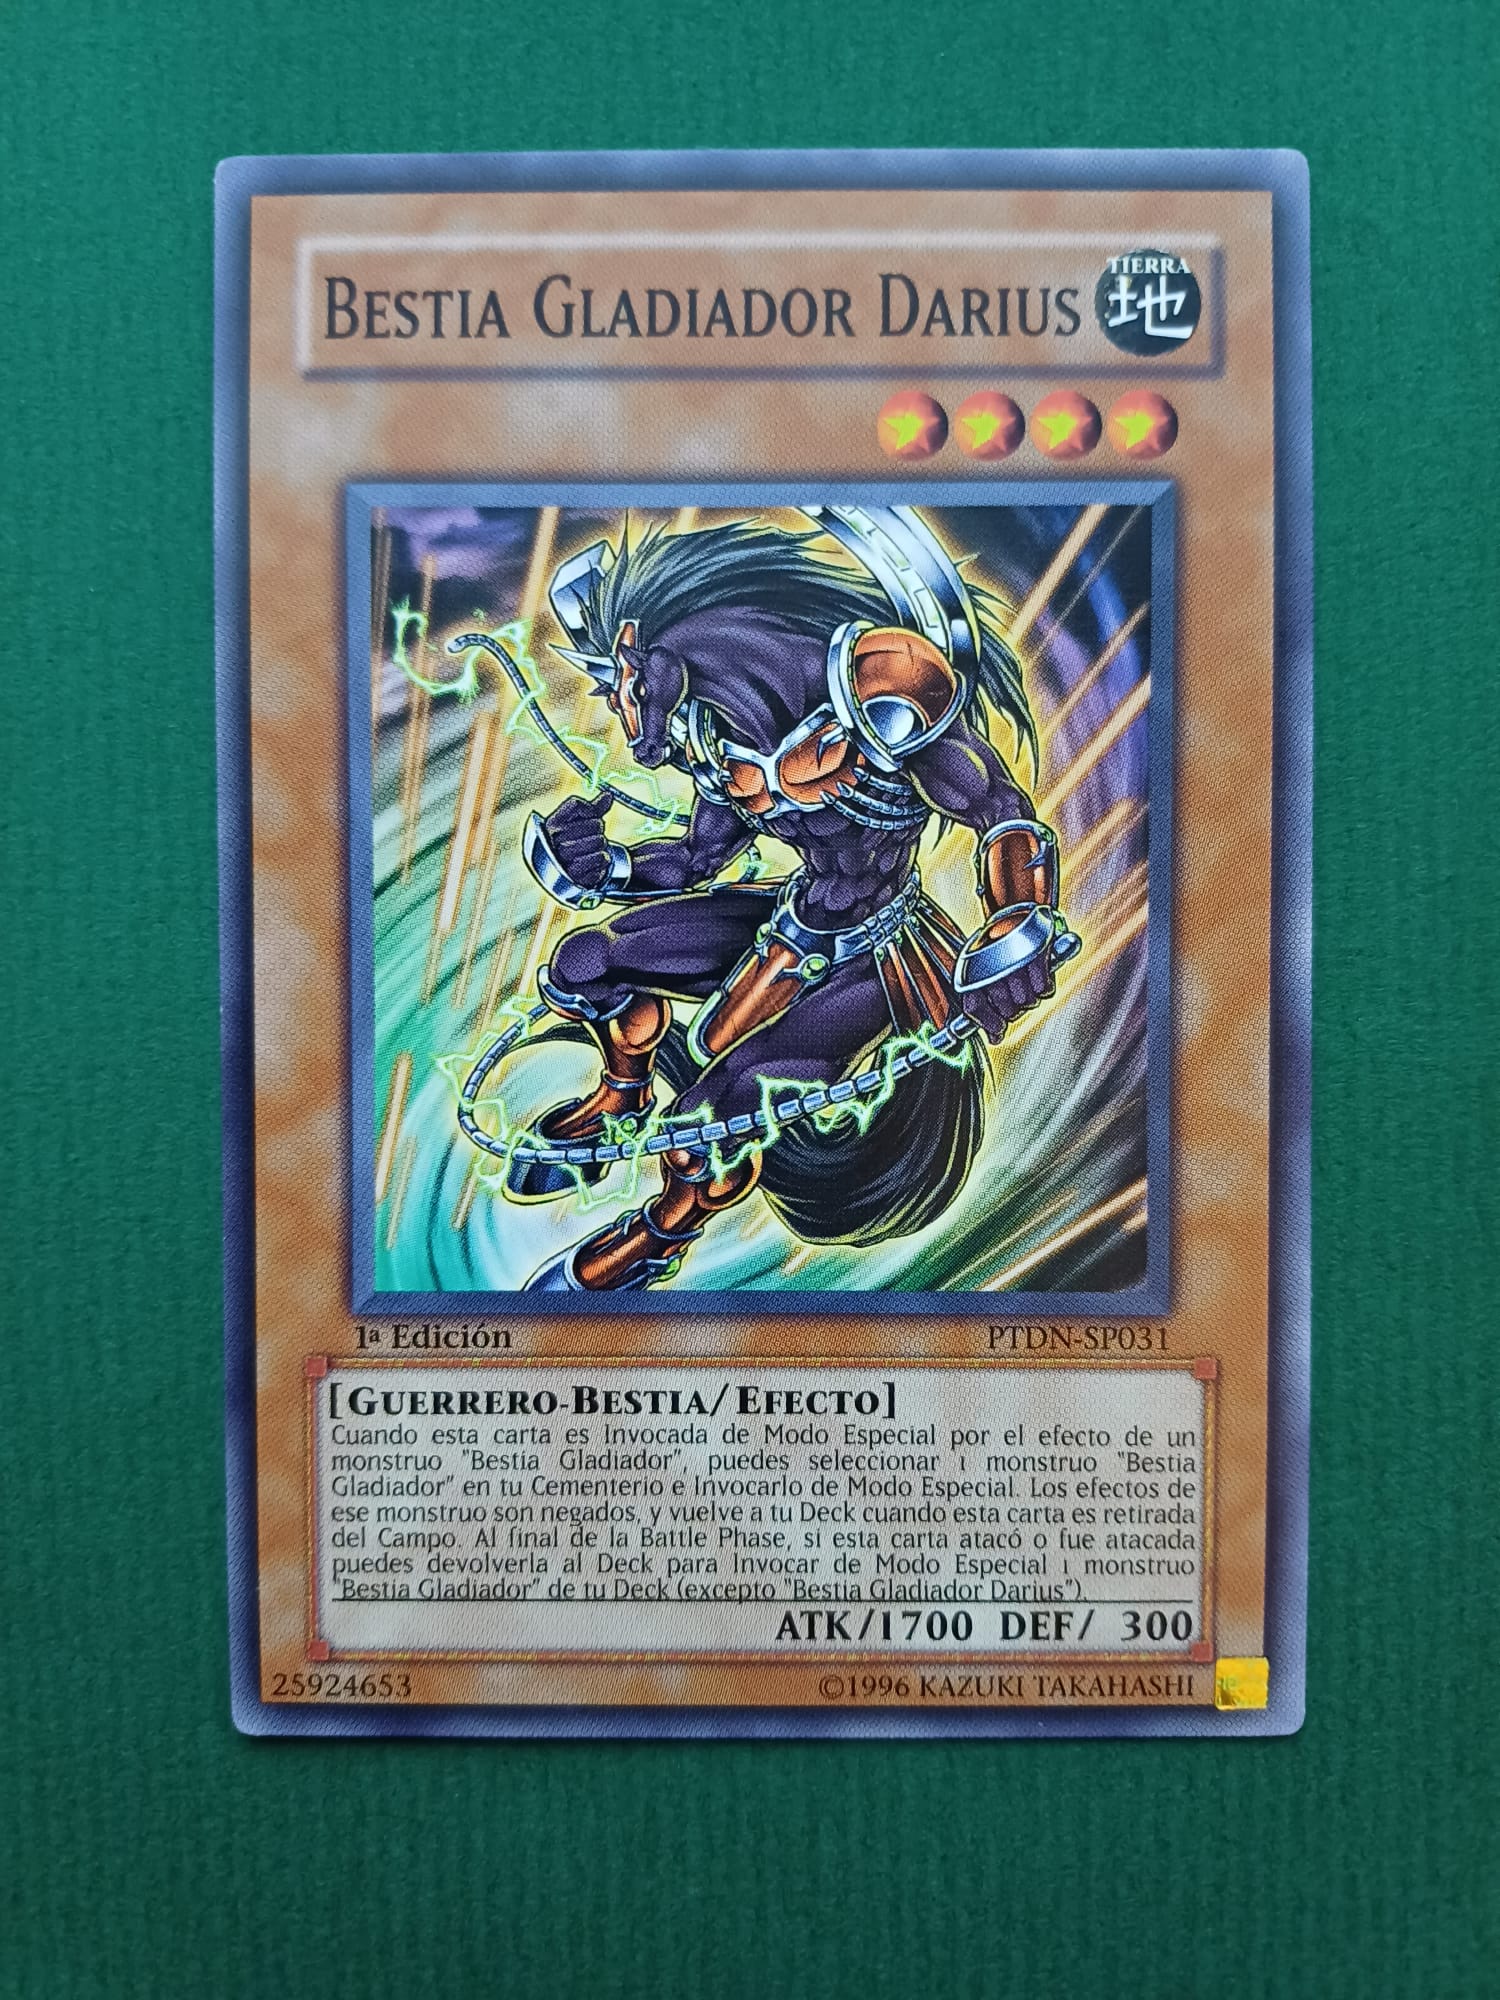 BESTIA GLADIADOR DARIUS
TIERRA
地
1ª Edición
PTDN-SP031
[GUERRERO-BESTIA/EFECTO]
Cuando esta carta es Invocada de Modo Especial por el efecto de un
monstruo "Bestia Gladiador", puedes seleccionar 1 monstruo "Bestia
Gladiador" en tu Cementerio e Invocarlo de Modo Especial. Los efectos de
ese monstruo son negados, y vuelve a tu Deck cuando esta carta es retirada
del Campo. Al final de la Battle Phase, si esta carta atacó o fue atacada
puedes devolverla al Deck para Invocar de Modo Especial 1 monstruo
"Bestia Gladiador" de tu Deck (excepto "Bestia Gladiador Darius").
ATK/1700 DEF/ 300
25924653
©1996 KAZUKI TAKAHASHI